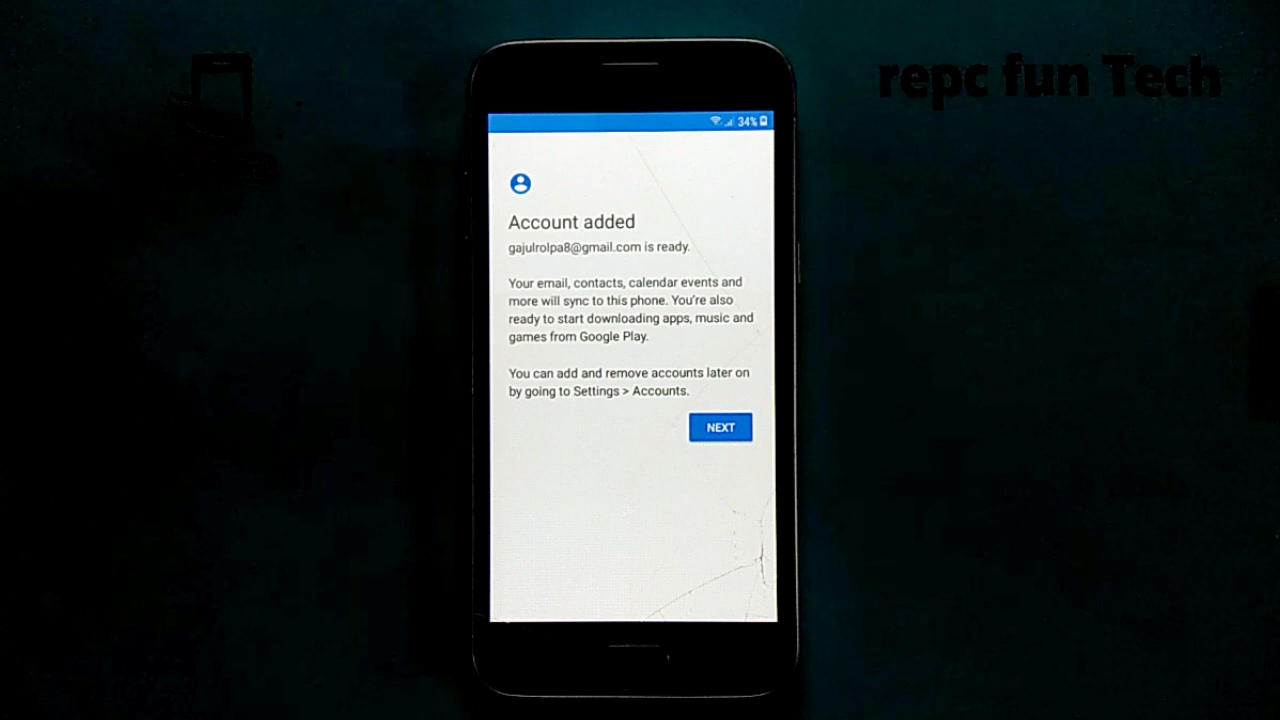 repc fun Tech
34%
Account added
gajulrolpa8@gmail.com is ready.
Your email, contacts, calendar events and
more will sync to this phone. You're also
ready to start downloading apps, music and
games from Google Play.
You can add and remove accounts later on
by going to Settings > Accounts.
NEXT